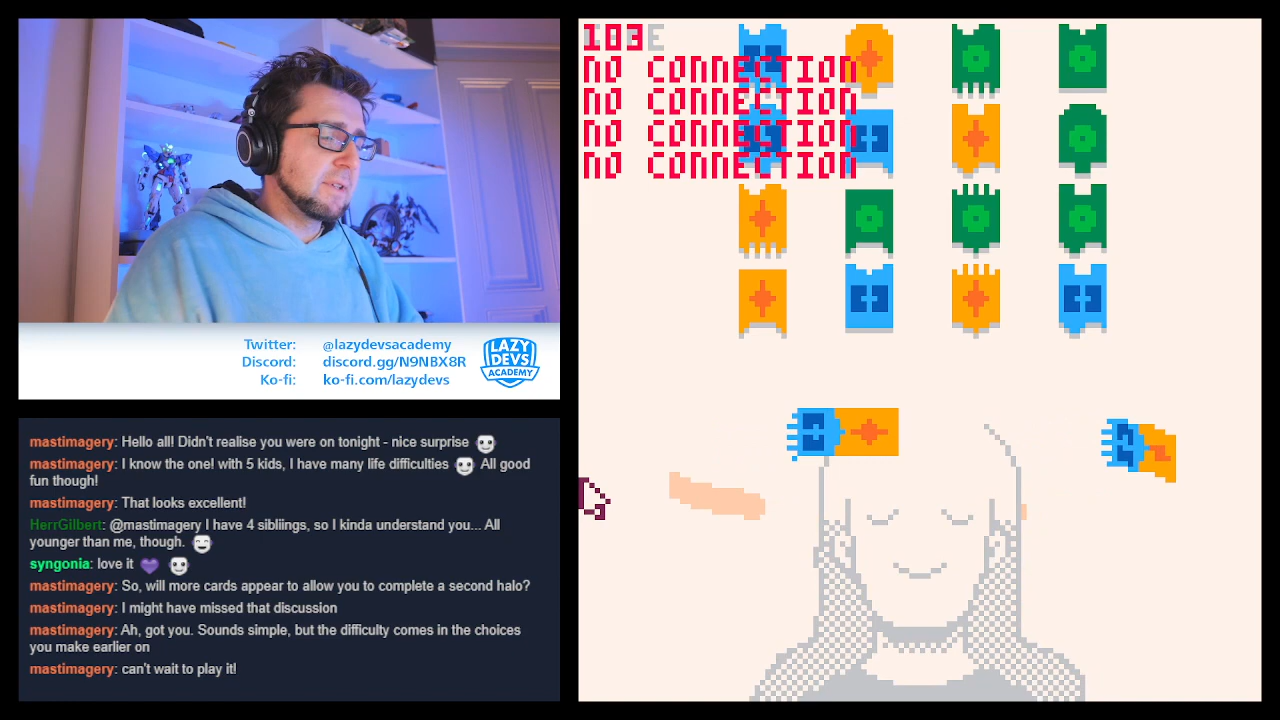 Twitter: @lazydevsacademy
Discord: discord.gg/N9NBX8R
Ko-fi: ko-fi.com/lazydevs
LAZY
DEVS
ACADEMY
mastimagery: Hello all! Didn't realise you were on tonight - nice surprise
mastimagery: I know the one! with 5 kids, I have many life difficulties All good
fun though!
mastimagery: That looks excellent!
HerrGilbert: @mastimagery I have 4 sibliings, so I kinda understand you... All
younger than me, though.
syngonia: love it
mastimagery: So, will more cards appear to allow you to complete a second halo?
mastimagery: I might have missed that discussion
mastimagery: Ah, got you. Sounds simple, but the difficulty comes in the choices
you make earlier on
mastimagery: can't wait to play it!
103
NO CONNECTION
NO CONNECTION
NO CONNECTION
NO CONNECTION